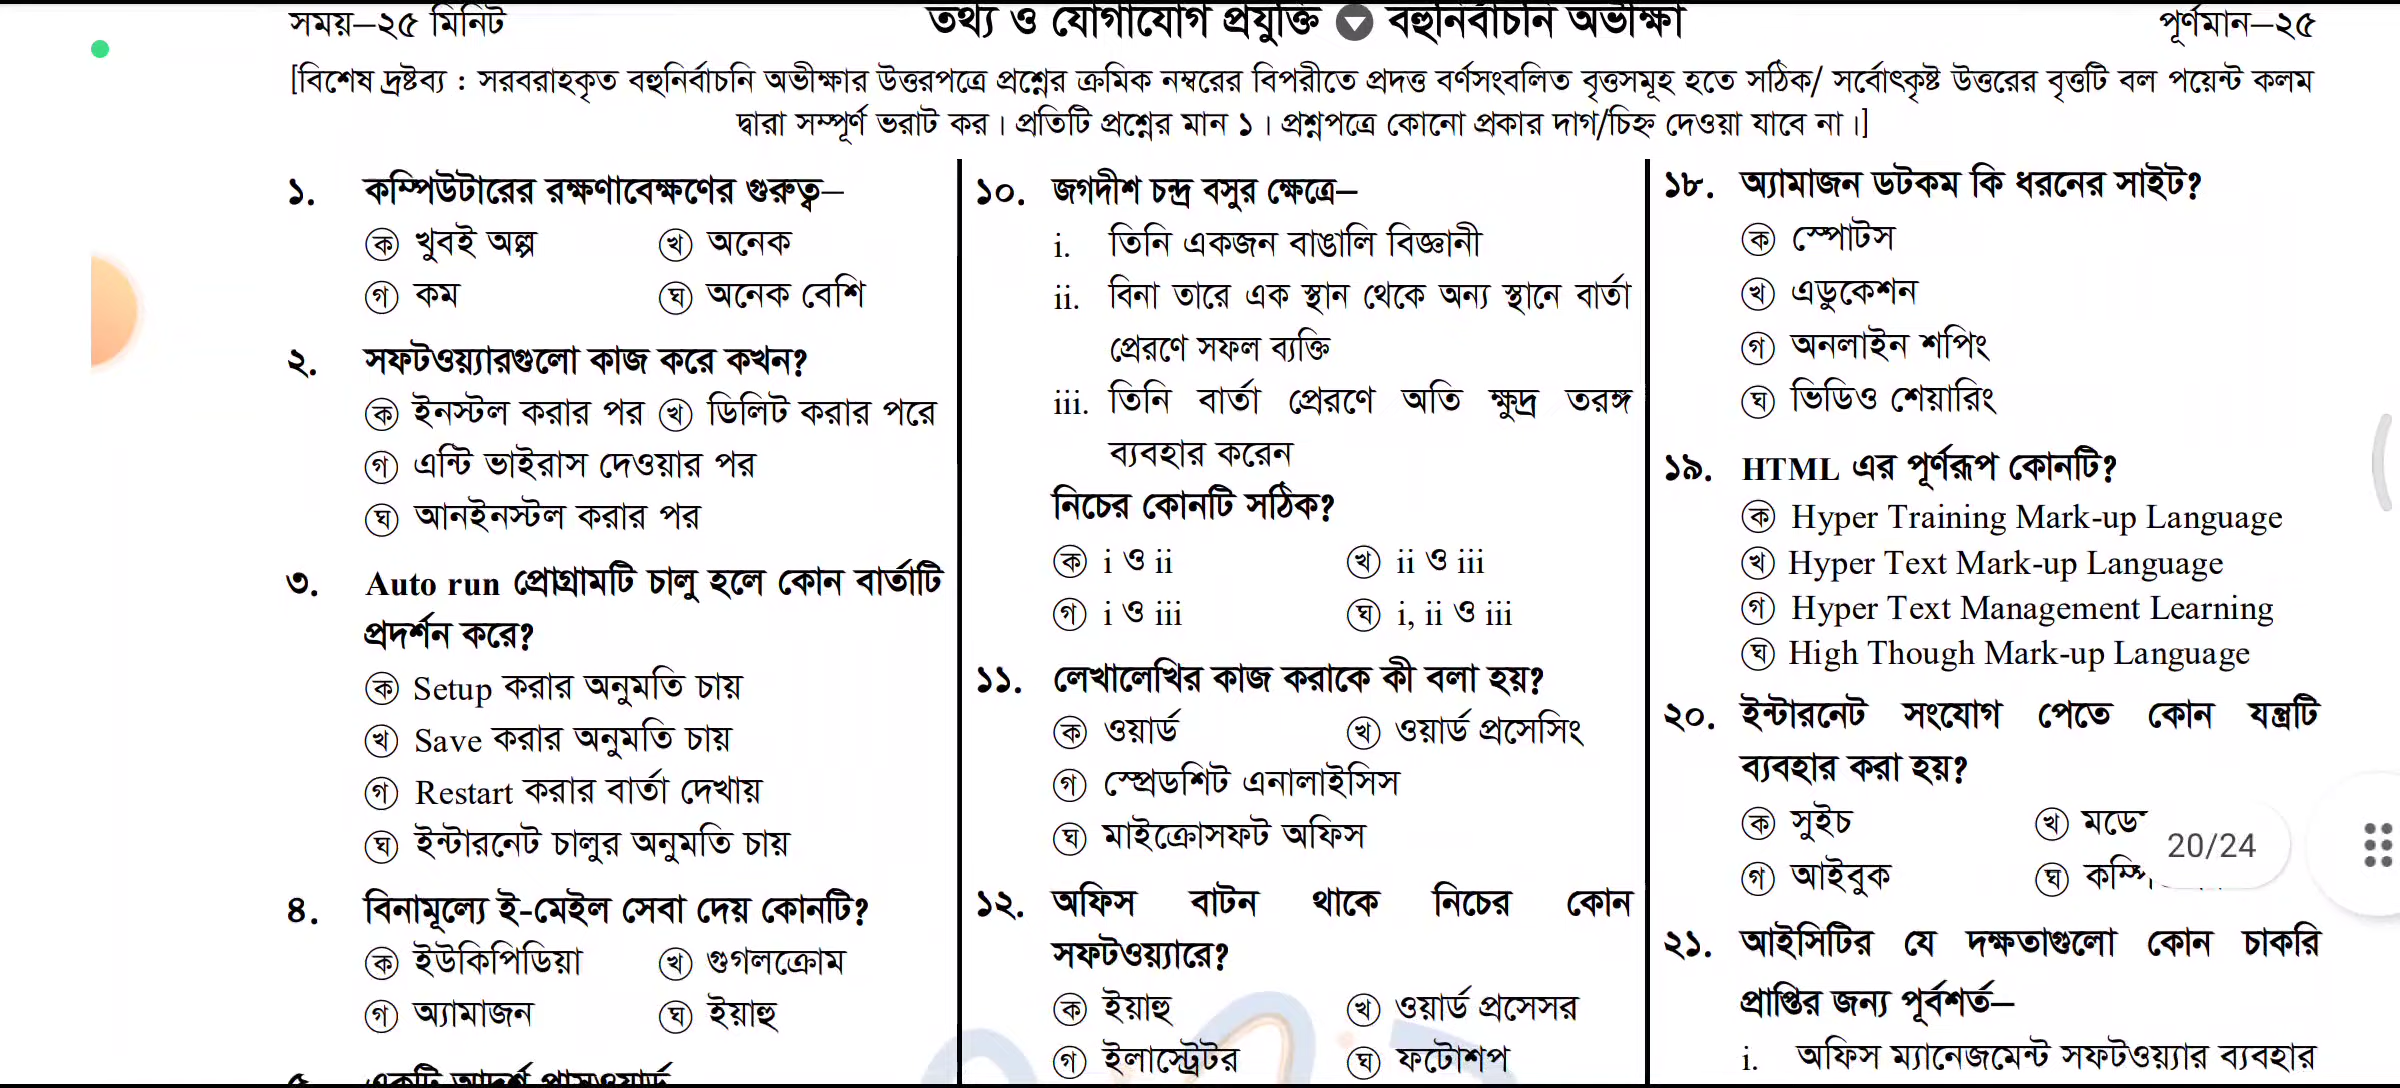 সময়–২৫ মিনিট
তথ্য ও যোগাযোগ প্রযুক্তি বহুনির্বাচনি অভীক্ষা
পূর্ণমান–২৫
[বিশেষ দ্রষ্টব্য : সরবরাহকৃত বহুনির্বাচনি অভীক্ষার উত্তরপত্রে প্রশ্নের ক্রমিক নম্বরের বিপরীতে প্রদত্ত বর্ণসংবলিত বৃত্তসমূহ হতে সঠিক/ সর্বোৎকৃষ্ট উত্তরের বৃত্তটি বল পয়েন্ট কলম
দ্বারা সম্পূর্ণ ভরাট কর। প্রতিটি প্রশ্নের মান ১। প্রশ্নপত্রে কোনো প্রকার দাগ/চিহ্ন দেওয়া যাবে না।]
১. কম্পিউটারের রক্ষণাবেক্ষণের গুরুত্ব–
ক খুবই অল্প খ অনেক
গ কম ঘ অনেক বেশি
২. সফটওয়্যারগুলো কাজ করে কখন?
ক ইনস্টল করার পর খ ডিলিট করার পরে
গ এন্টি ভাইরাস দেওয়ার পর
ঘ আনইনস্টল করার পর
৩. Auto run প্রোগ্রামটি চালু হলে কোন বার্তাটি
প্রদর্শন করে?
ক Setup করার অনুমতি চায়
খ Save করার অনুমতি চায়
গ Restart করার বার্তা দেখায়
ঘ ইন্টারনেট চালুর অনুমতি চায়
৪. বিনামূল্যে ই-মেইল সেবা দেয় কোনটি?
ক ইউকিপিডিয়া খ গুগলক্রোম
গ অ্যামাজন ঘ ইয়াহু
৫. একটি আদর্শ পাসওয়ার্ড
১০. জগদীশ চন্দ্র বসুর ক্ষেত্রে–
i. তিনি একজন বাঙালি বিজ্ঞানী
ii. বিনা তারে এক স্থান থেকে অন্য স্থানে বার্তা
প্রেরণে সফল ব্যক্তি
iii. তিনি বার্তা প্রেরণে অতি ক্ষুদ্র তরঙ্গ
ব্যবহার করেন
নিচের কোনটি সঠিক?
ক i ও ii খ ii ও iii
গ i ও iii ঘ i, ii ও iii
১১. লেখালেখির কাজ করাকে কী বলা হয়?
ক ওয়ার্ড খ ওয়ার্ড প্রসেসিং
গ স্প্রেডশিট এনালাইসিস
ঘ মাইক্রোসফট অফিস
১২. অফিস বাটন থাকে নিচের কোন
সফটওয়্যারে?
ক ইয়াহু খ ওয়ার্ড প্রসেসর
গ ইলাস্ট্রেটর ঘ ফটোশপ
১৮. অ্যামাজন ডটকম কি ধরনের সাইট?
ক স্পোটস
খ এডুকেশন
গ অনলাইন শপিং
ঘ ভিডিও শেয়ারিং
১৯. HTML এর পূর্ণরূপ কোনটি?
ক Hyper Training Mark-up Language
খ Hyper Text Mark-up Language
গ Hyper Text Management Learning
ঘ High Though Mark-up Language
২০. ইন্টারনেট সংযোগ পেতে কোন যন্ত্রটি
ব্যবহার করা হয়?
ক সুইচ খ
গ আইবুক ঘ
20/24
২১. আইসিটির যে দক্ষতাগুলো কোন চাকরি
প্রাপ্তির জন্য পূর্বশর্ত–
i. অফিস ম্যানেজমেন্ট সফটওয়্যার ব্যবহার